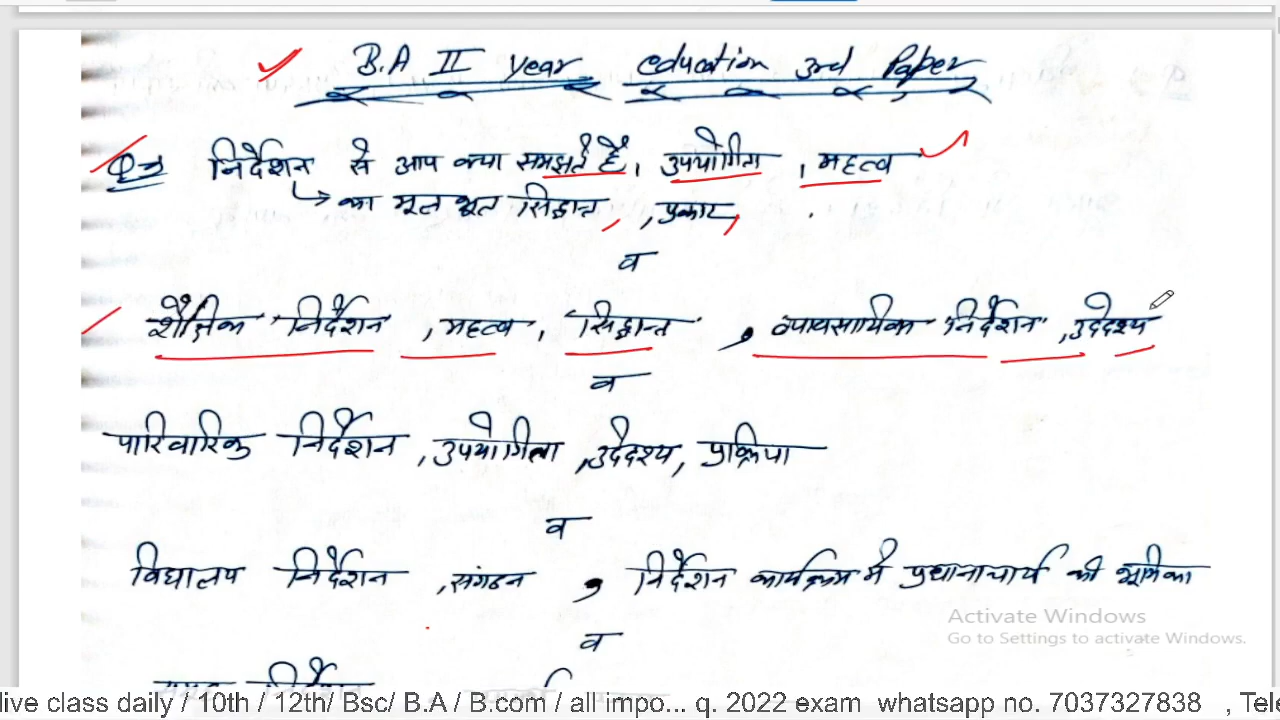 B.A II year education 3rd Paper
निर्देशन से आप क्या समझते हैं, उपयोगिता, महत्व
→ का मूल भूत सिद्धान्त, प्रकार,
व
शैक्षिक निर्देशन, महत्व, सिद्धान्त, व्यावसायिक निर्देशन, उद्देश्य
व
पारिवारिक निर्देशन, उपयोगिता, उद्देश्य, प्रक्रिया
व
विद्यालय निर्देशन, संगठन, निर्देशन कार्यक्रम में प्रधानाचार्य की भूमिका
Activate Windows
Go to Settings to activate Windows.
व
निर्देशन
live class daily / 10th / 12th/ Bsc/ B.A / B.com / all impo... q. 2022 exam whatsapp no. 7037327838 , Tele